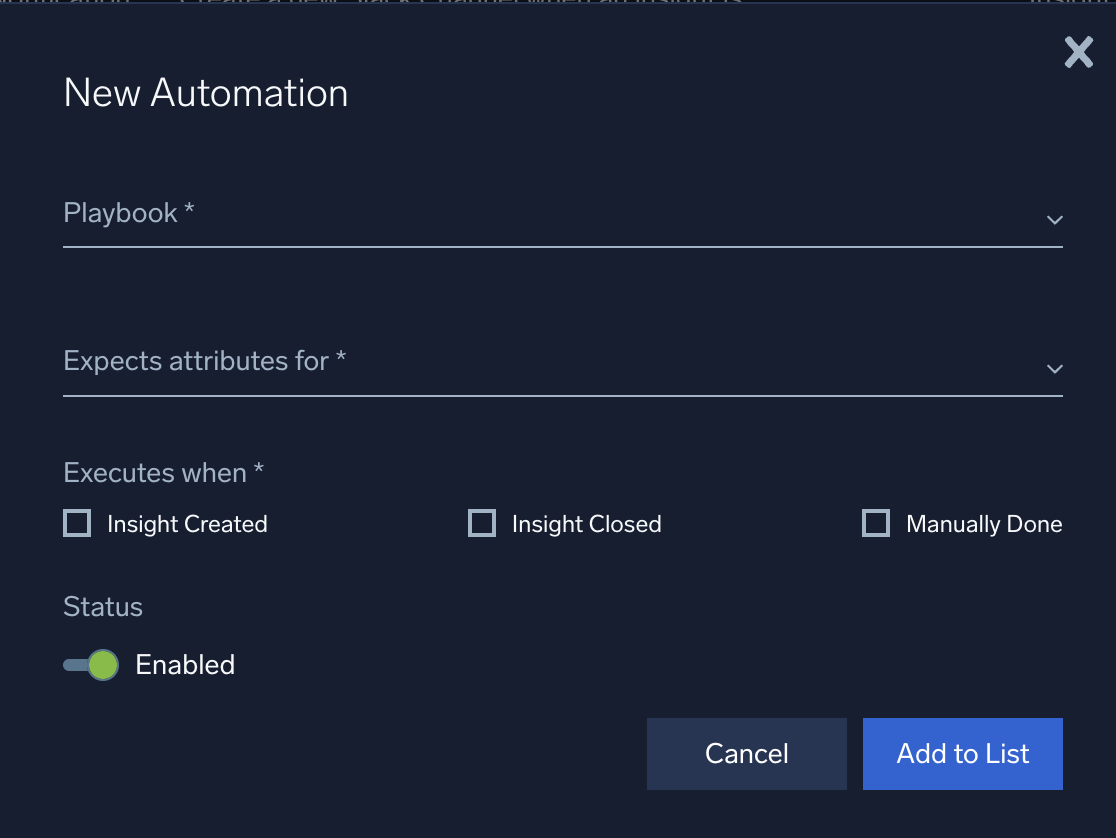 New Automation
Playbook *
Expects attributes for *
Executes when *
Insight Created Insight Closed Manually Done
Status
Enabled
Cancel Add to List